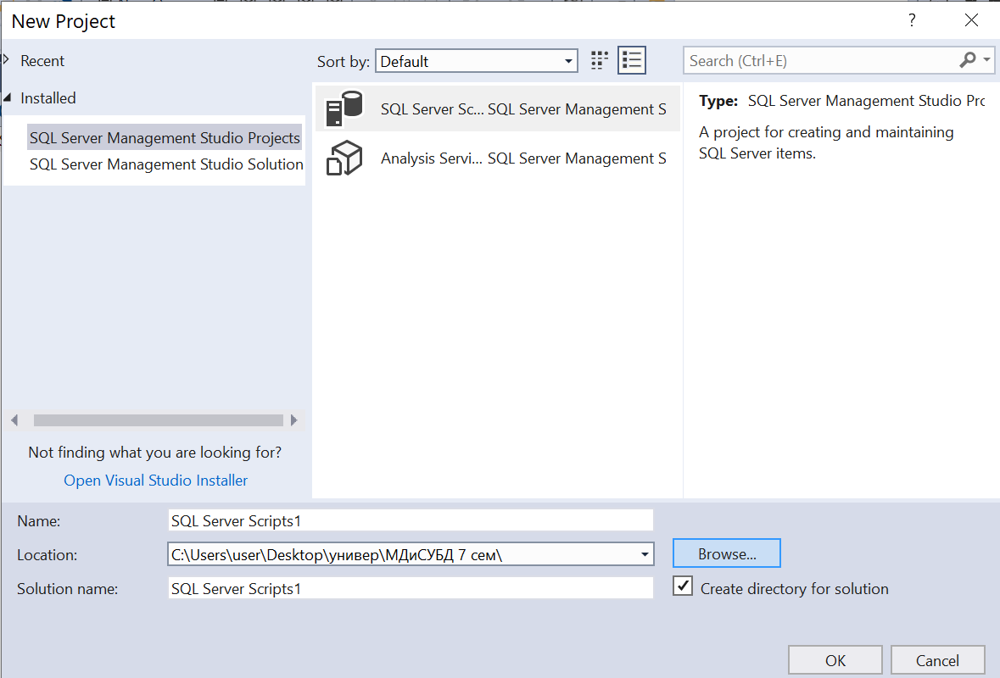 New Project
?
Recent
Installed
SQL Server Management Studio Projects
SQL Server Management Studio Solution
Not finding what you are looking for?
Open Visual Studio Installer
Sort by:
Default
SQL Server Sc... SQL Server Management S
Analysis Servi... SQL Server Management S
Search (Ctrl+E)
Type: SQL Server Management Studio Prc
A project for creating and maintaining
SQL Server items.
Name:
SQL Server Scripts1
Location:
C:\Users\user\Desktop\универ\МДиСУБД 7 сем\
Browse...
Solution name:
SQL Server Scripts1
Create directory for solution
OK
Cancel